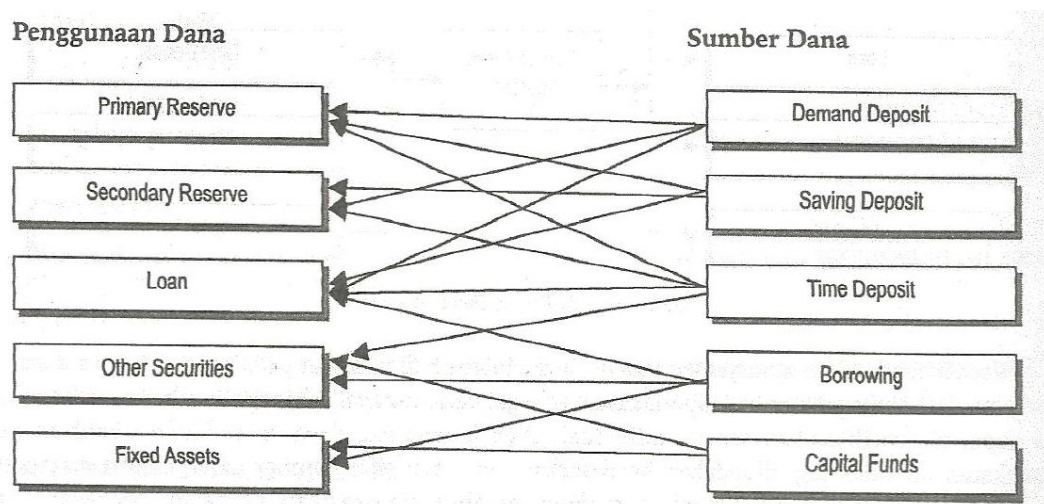 Penggunaan Dana
Sumber Dana
Primary Reserve
Demand Deposit
Secondary Reserve
Saving Deposit
Loan
Time Deposit
Other Securities
Borrowing
Fixed Assets
Capital Funds